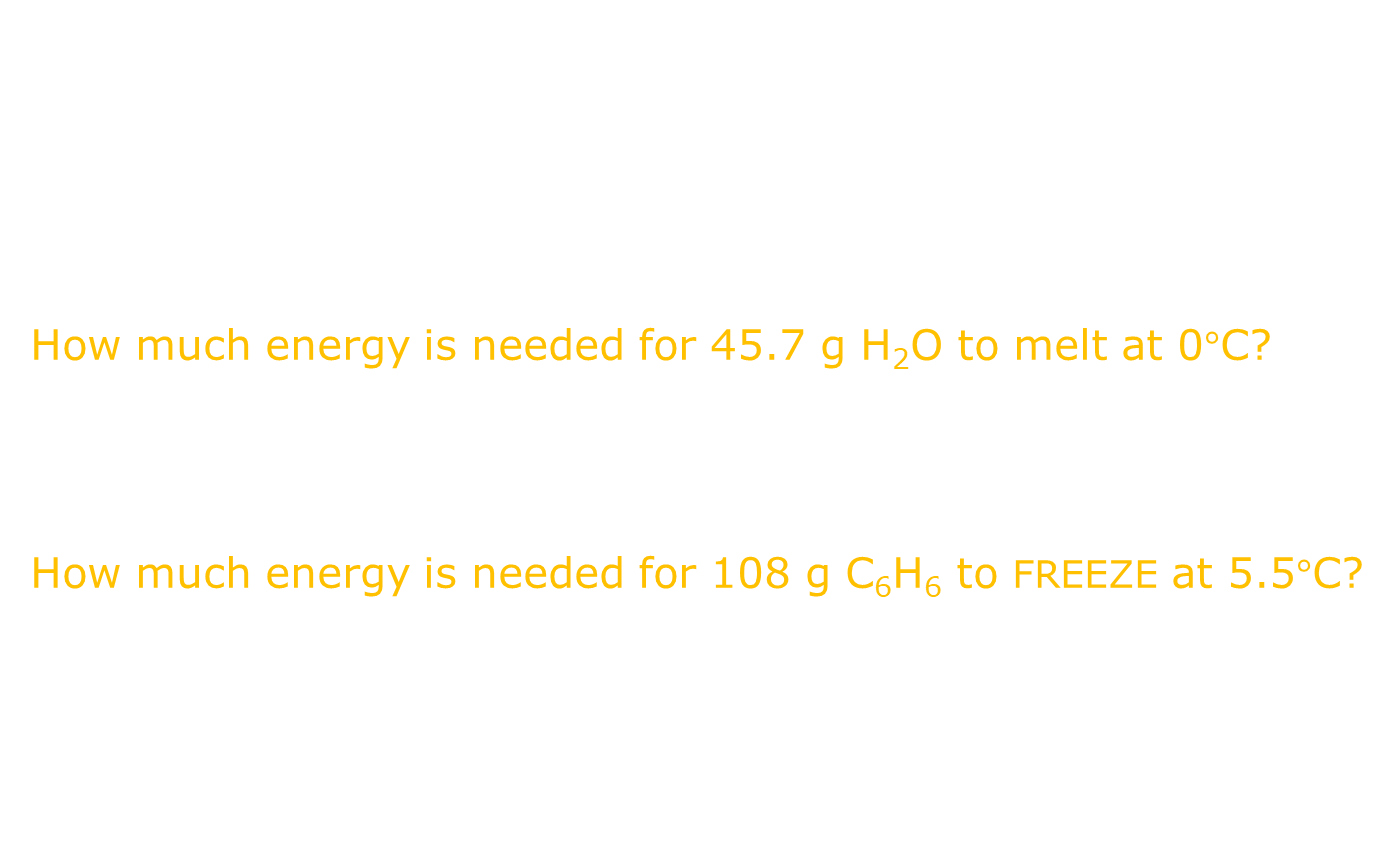 How much energy is needed for 45.7 g H₂O to melt at 0°C?
How much energy is needed for 108 g C₆H₆ to FREEZE at 5.5°C?